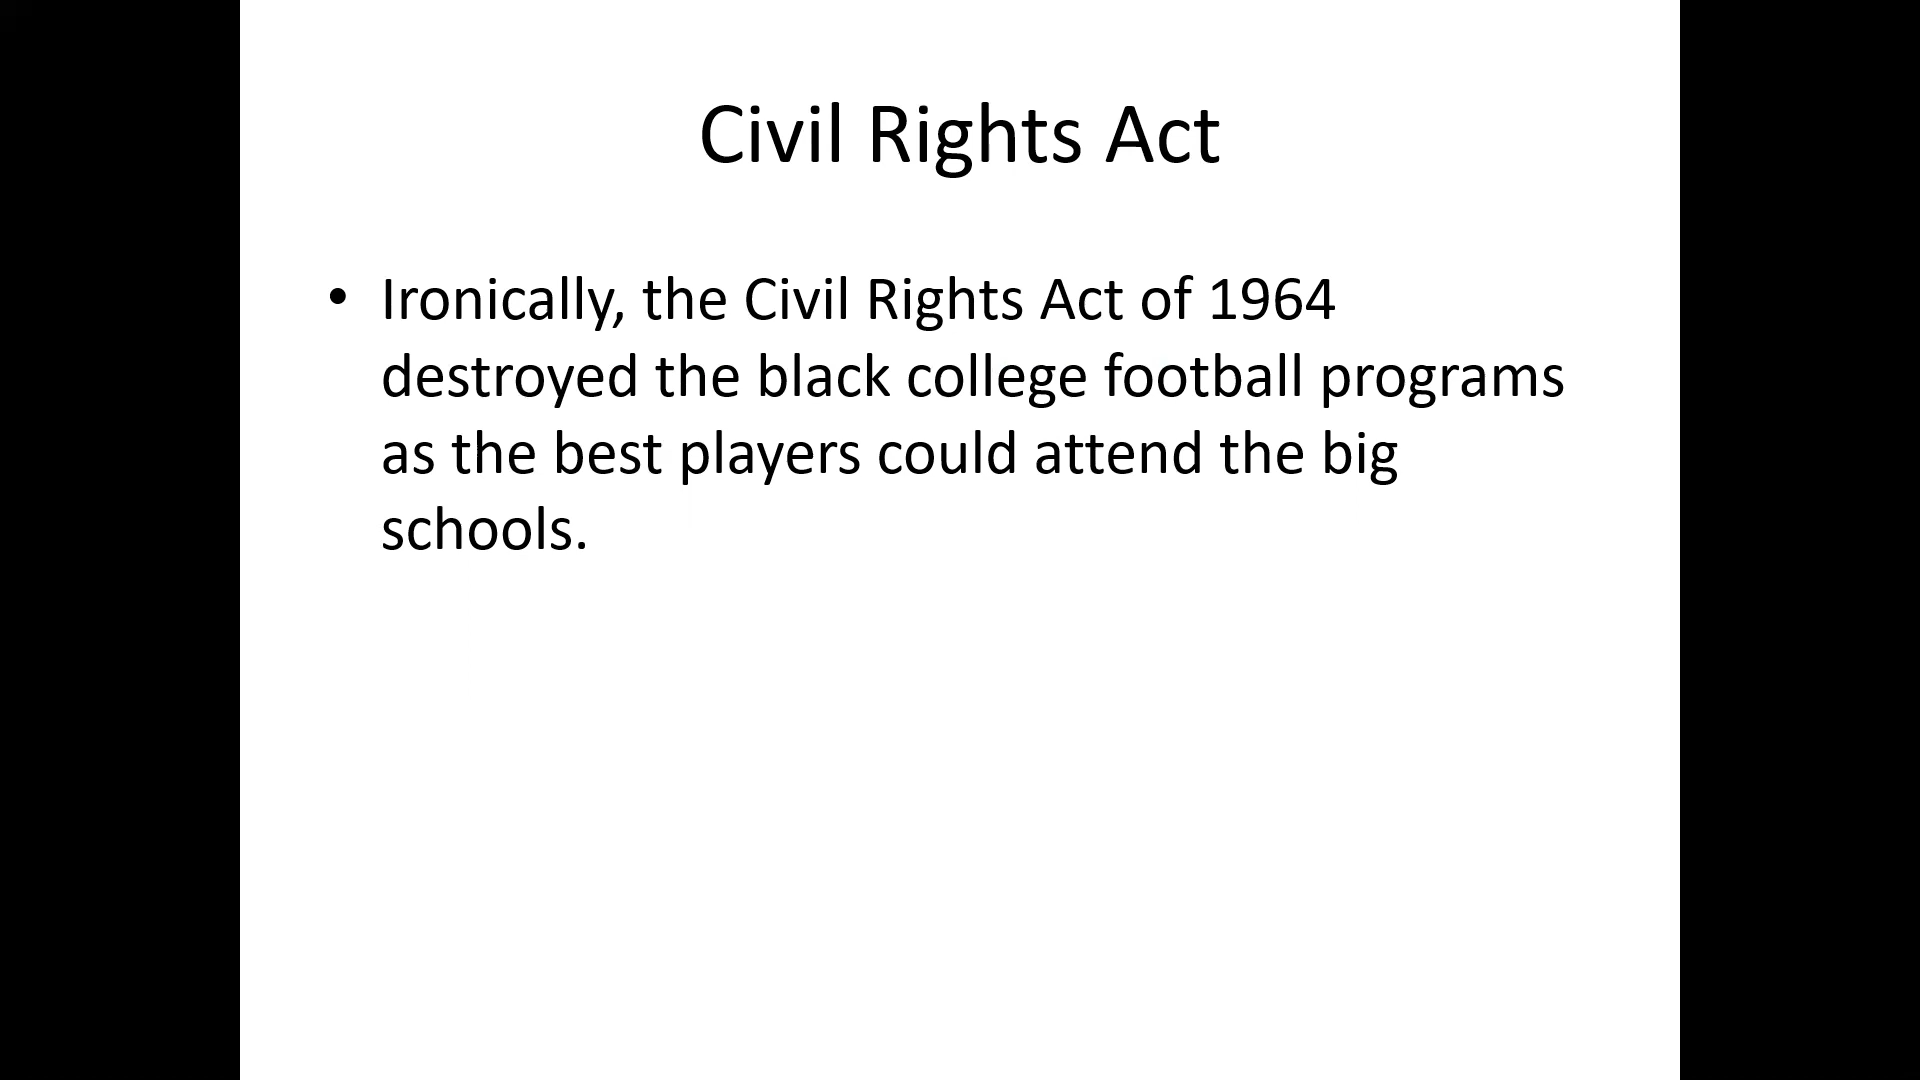 Civil Rights Act
• Ironically, the Civil Rights Act of 1964
destroyed the black college football programs
as the best players could attend the big
schools.